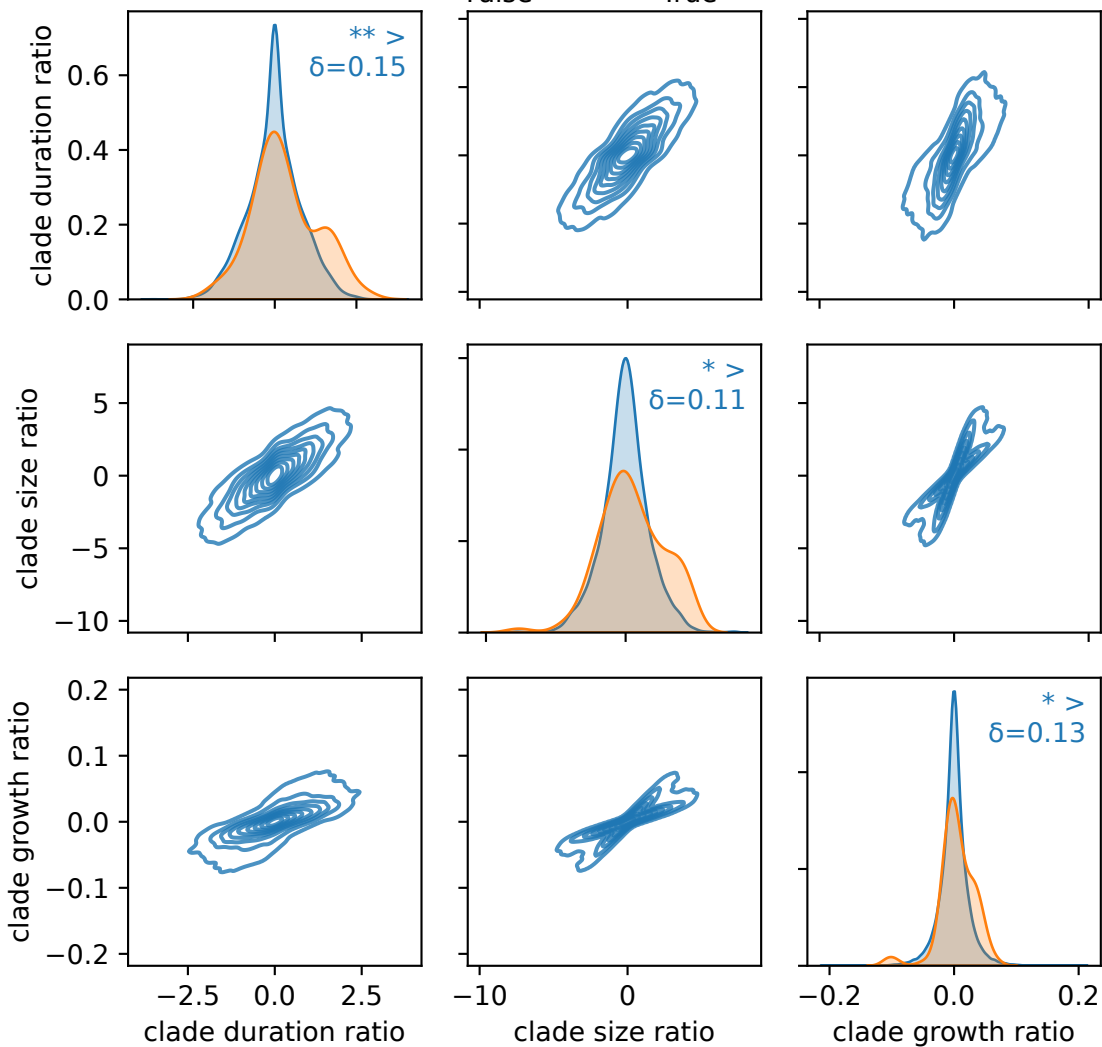 True
clade duration ratio
0.6
0.4
0.2
0.0
** >
δ=0.15
clade size ratio
5
0
−5
−10
* >
δ=0.11
clade growth ratio
0.2
0.1
0.0
−0.1
−0.2
* >
δ=0.13
−2.5 0.0 2.5
−10 0
−0.2 0.0 0.2
clade duration ratio
clade size ratio
clade growth ratio